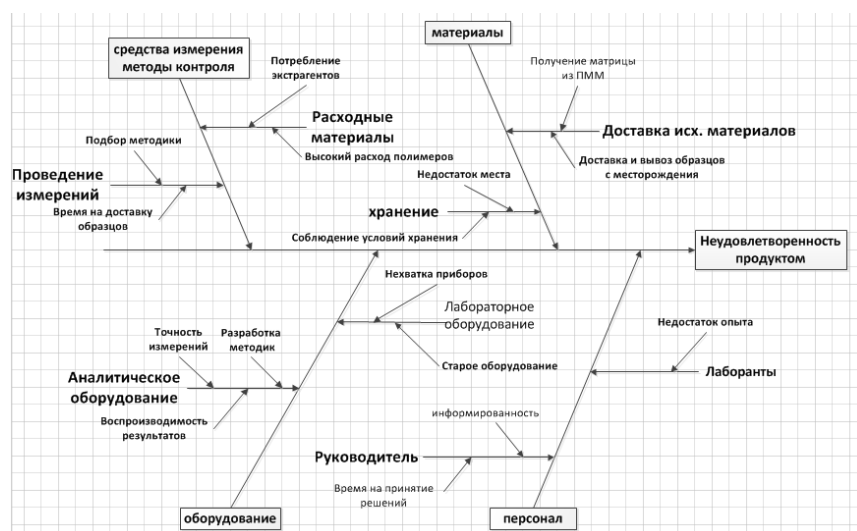 материалы
средства измерения
методы контроля
Потребление
экстрагентов
Получение матрицы
из ПММ
Расходные
материалы
Доставка исх. материалов
Подбор методики
Высокий расход полимеров
Доставка и вывоз образцов
с месторождения
Проведение
измерений
Недостаток места
Время на доставку
образцов
хранение
Соблюдение условий хранения
Неудовлетворенность
продуктом
Нехватка приборов
Лабораторное
оборудование
Точность
измерений
Разработка
методик
Недостаток опыта
Старое оборудование
Аналитическое
оборудование
Лаборанты
Воспроизводимость
результатов
информированность
Руководитель
Время на принятие
решений
оборудование
персонал